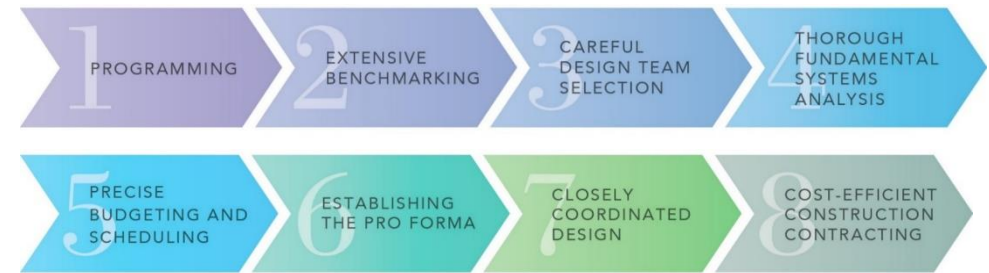 1
PROGRAMMING
2
EXTENSIVE
BENCHMARKING
3
CAREFUL
DESIGN TEAM
SELECTION
4
THOROUGH
FUNDAMENTAL
SYSTEMS
ANALYSIS
5
PRECISE
BUDGETING AND
SCHEDULING
6
ESTABLISHING
THE PRO FORMA
7
CLOSELY
COORDINATED
DESIGN
8
COST-EFFICIENT
CONSTRUCTION
CONTRACTING